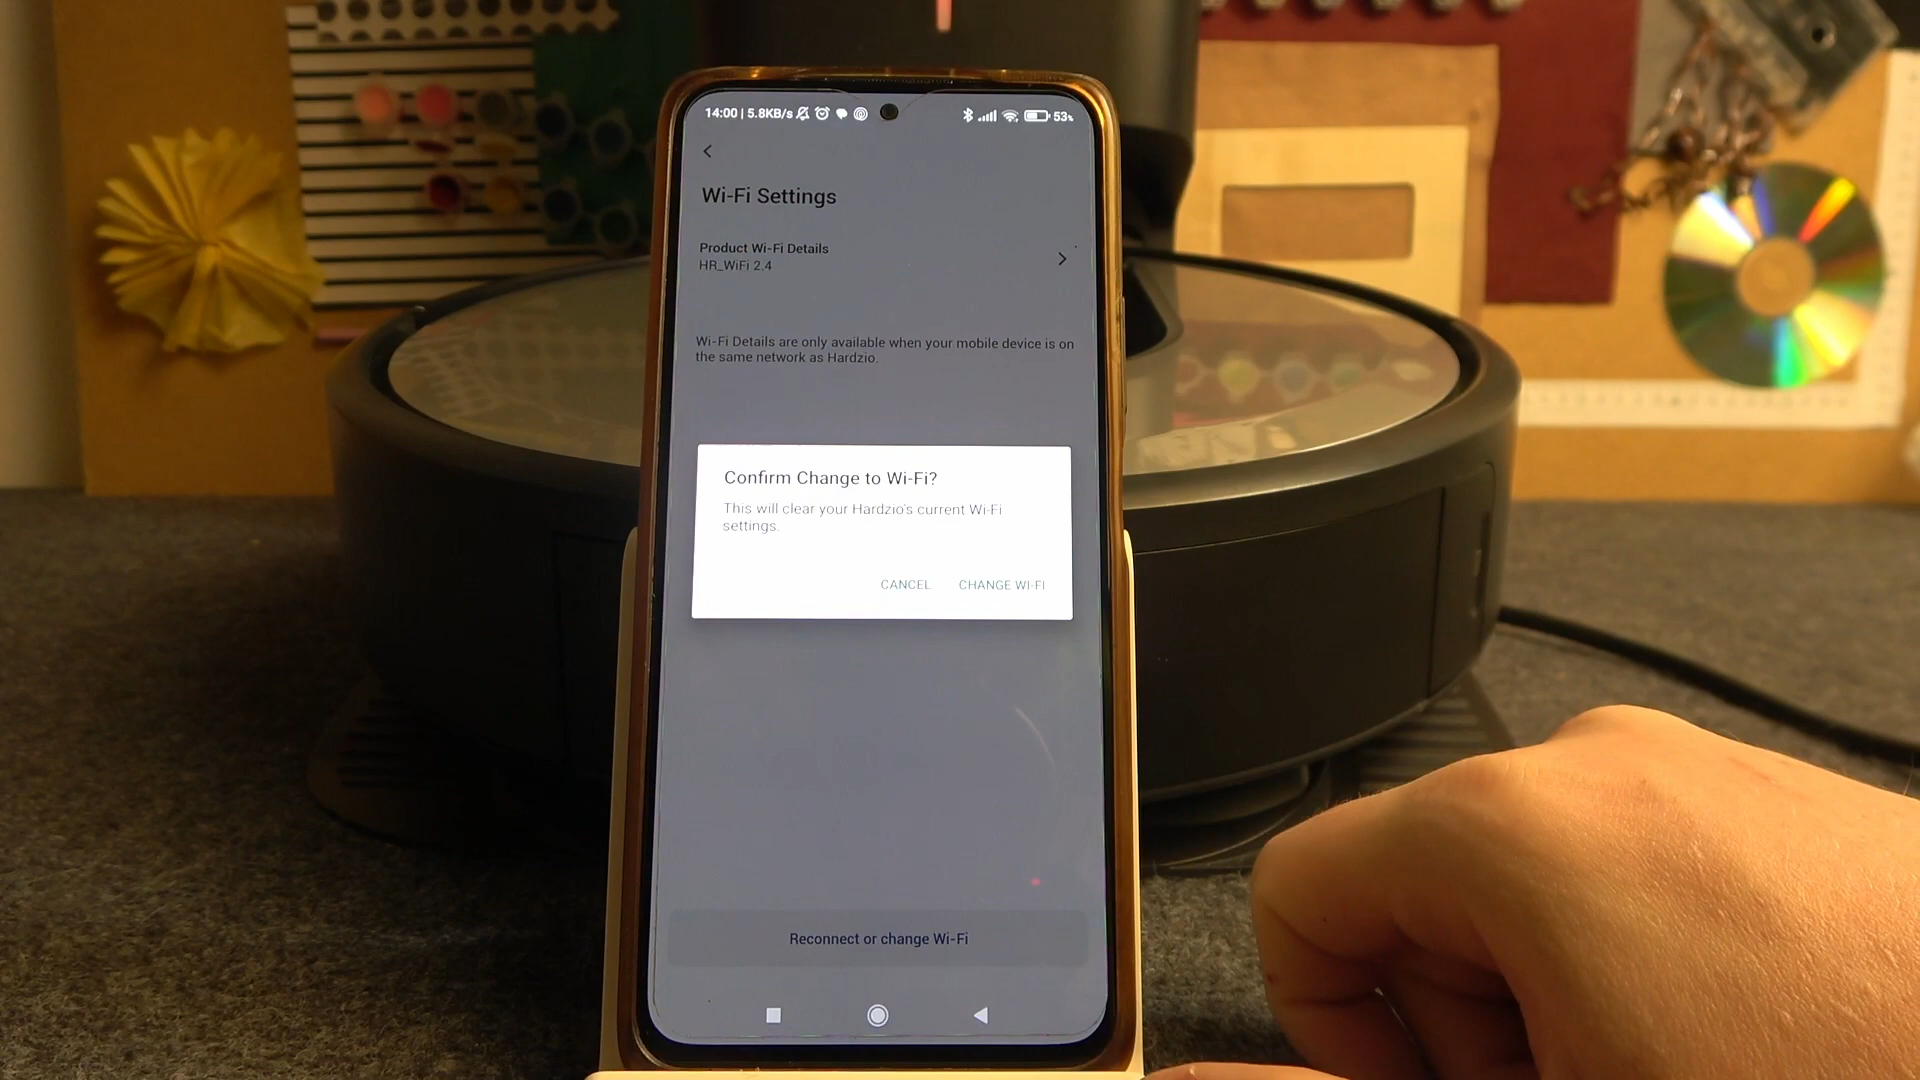 14:00 | 5.8KB/s 53%
Wi-Fi Settings
Product Wi-Fi Details
HR_WiFi 2.4
Wi-Fi Details are only available when your mobile device is on
the same network as Hardzio.
Confirm Change to Wi-Fi?
This will clear your Hardzio's current Wi-Fi
settings.
CANCEL CHANGE WI-FI
Reconnect or change Wi-Fi